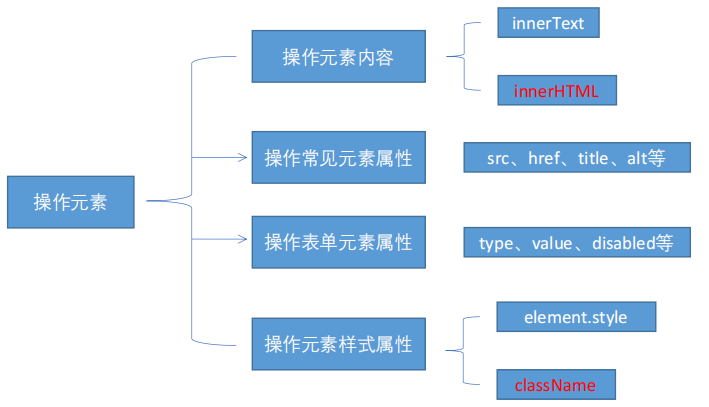 操作元素
操作元素内容
innerText
innerHTML
操作常见元素属性
src、href、title、alt等
操作表单元素属性
type、value、disabled等
操作元素样式属性
element.style
className